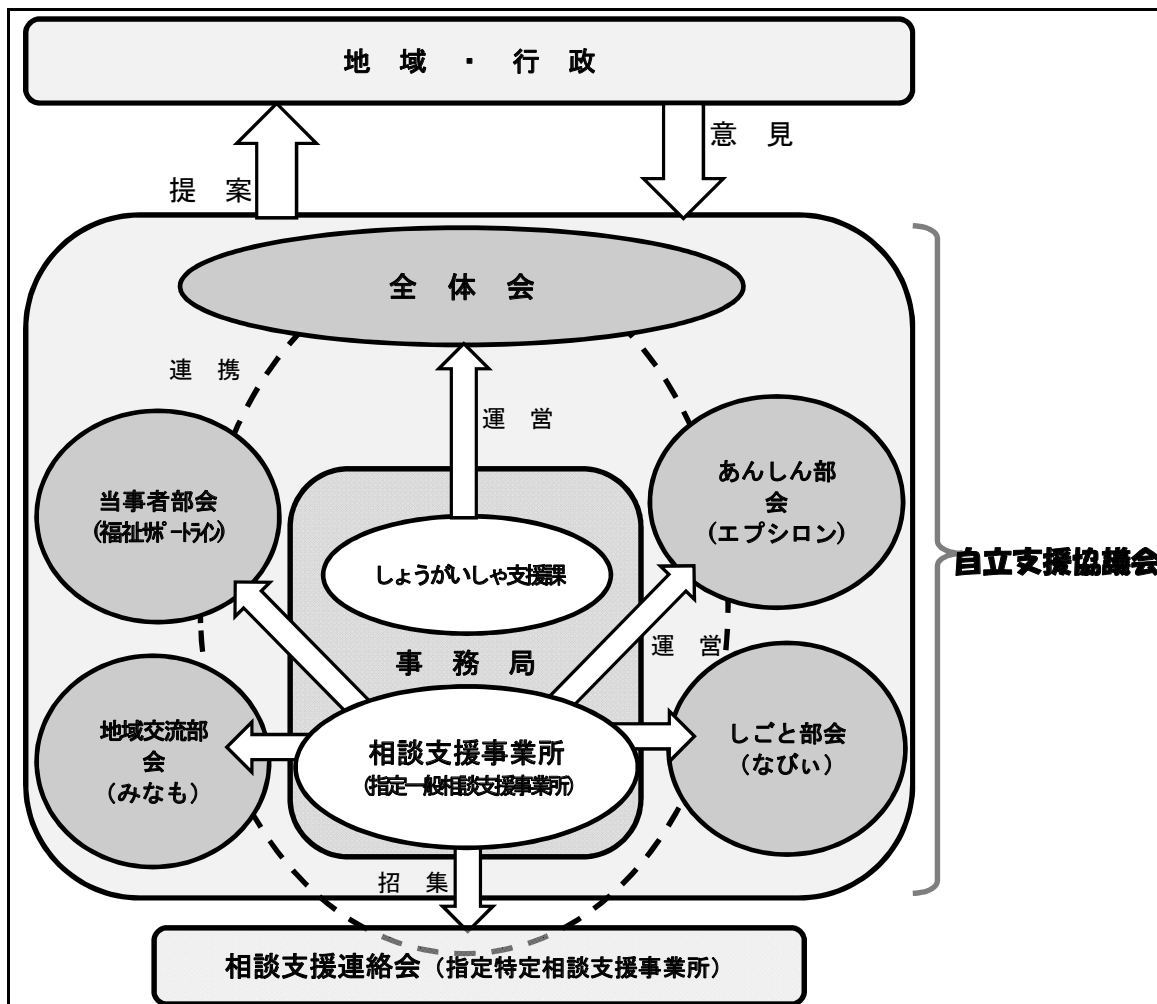 地　域　・　行　政
意　見
提　案
全　体　会
連　携
運　営
当事者部会
(福祉ｻﾎﾟｰﾄﾗｲﾝ)
あんしん部
会
(エプシロン)
しょうがいしゃ支援課
自立支援協議会
事　務　局
運　営
地域交流部
会
(みなも)
相談支援事業所
(指定一般相談支援事業所)
しごと部会
(なびぃ)
招　集
相談支援連絡会（指定特定相談支援事業所）